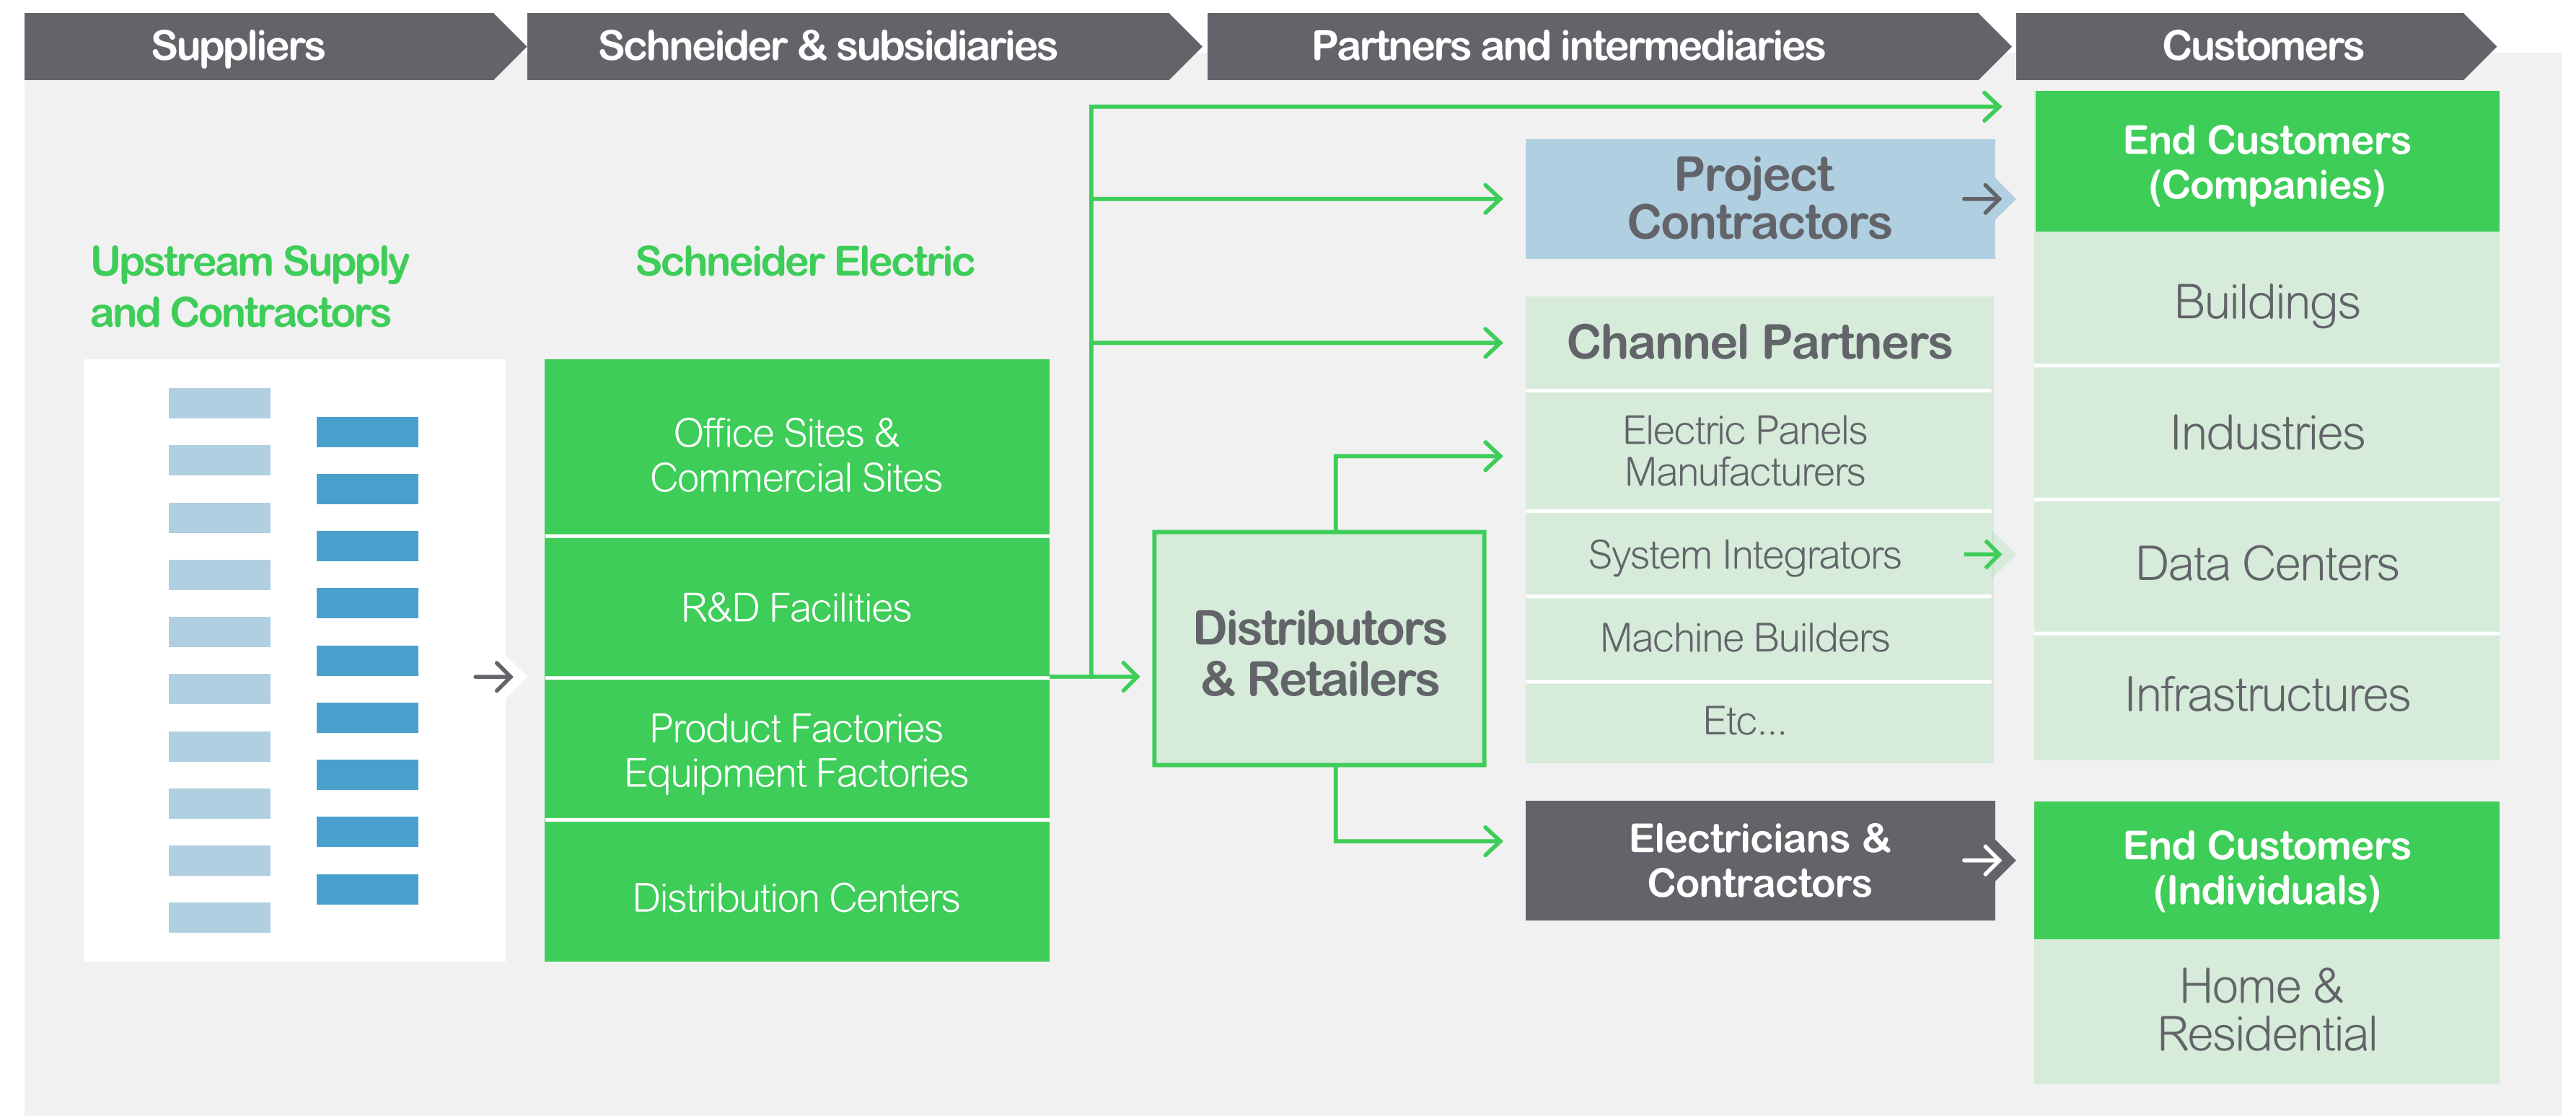 Suppliers
Schneider & subsidiaries
Partners and intermediaries
Customers
Upstream Supply
and Contractors
Schneider Electric
Office Sites &
Commercial Sites
R&D Facilities
Product Factories
Equipment Factories
Distribution Centers
Distributors
& Retailers
Project
Contractors
Channel Partners
Electric Panels
Manufacturers
System Integrators
Machine Builders
Etc...
Electricians &
Contractors
End Customers
(Companies)
Buildings
Industries
Data Centers
Infrastructures
End Customers
(Individuals)
Home &
Residential